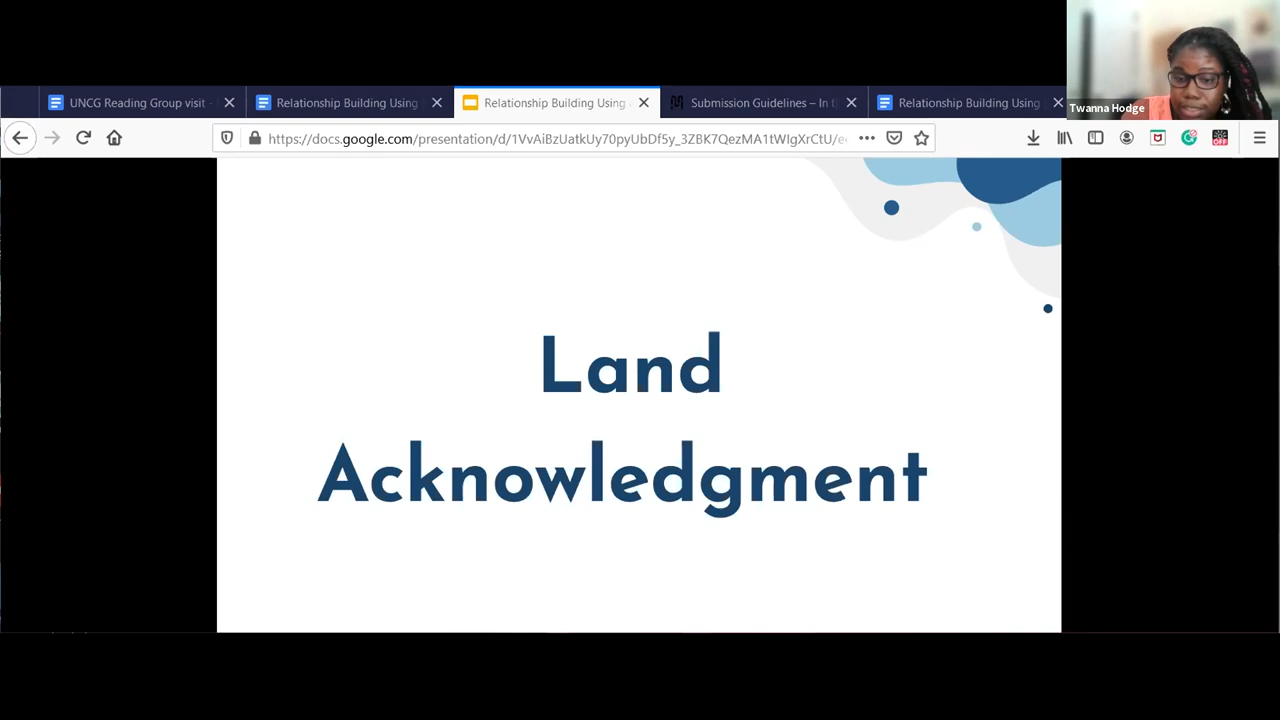 UNCG Reading Group visit -
Relationship Building Using
Relationship Building Using
Submission Guidelines – In t
Relationship Building Using
Twanna Hodge
https://docs.google.com/presentation/d/1VvAiBzUatkUy70pyUbDf5y_3ZBK7QezMA1tWIgXrCtU/e
OFF
Land
Acknowledgment